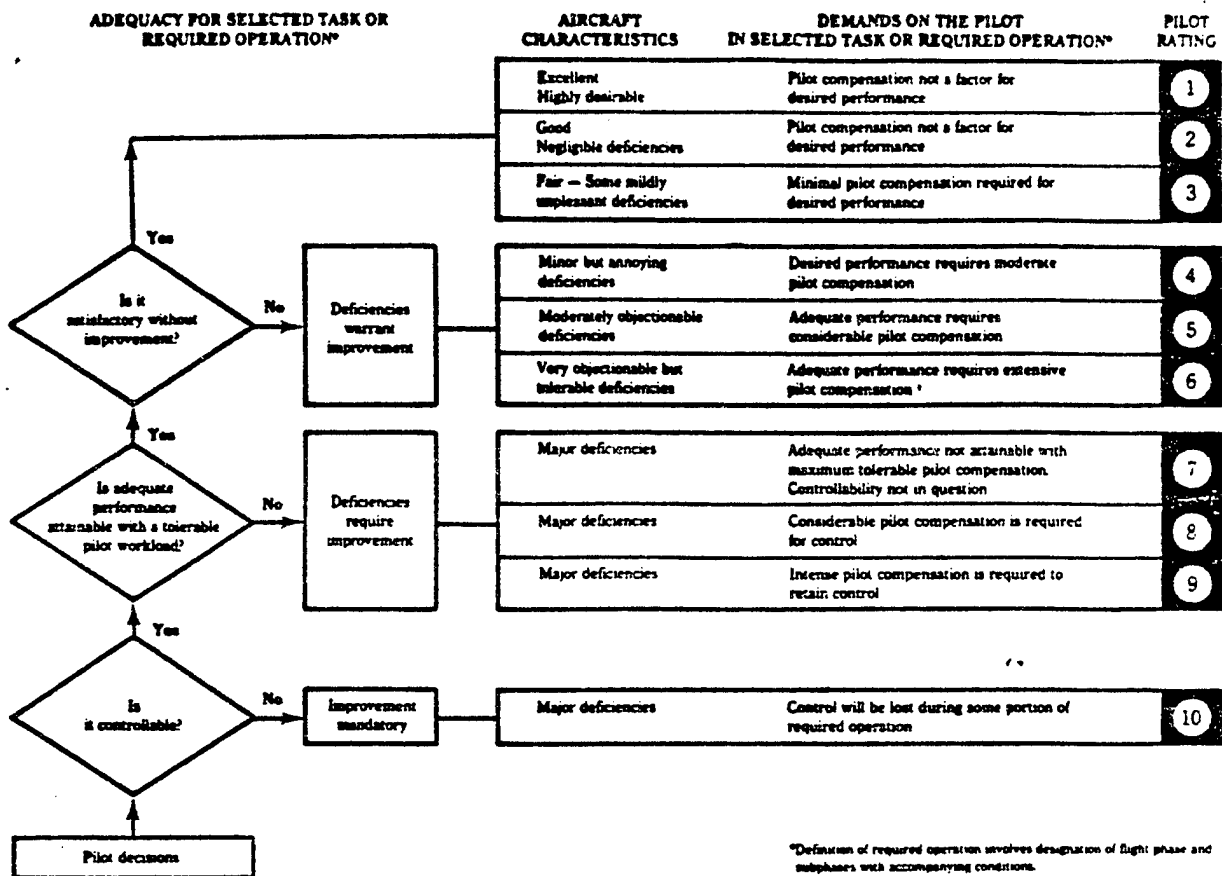 ADEQUACY FOR SELECTED TASK OR
REQUIRED OPERATION*
AIRCRAFT
CHARACTERISTICS
DEMANDS ON THE PILOT
IN SELECTED TASK OR REQUIRED OPERATION*
PILOT
RATING
Excellent
Highly desirable
Pilot compensation not a factor for
desired performance
1
Good
Negligible deficiencies
Pilot compensation not a factor for
desired performance
2
Fair — Some mildly
unpleasant deficiencies
Minimal pilot compensation required for
desired performance
3
Yes
Is it
satisfactory without
improvement?
No
Deficiencies
warrant
improvement
Minor but annoying
deficiencies
Desired performance requires moderate
pilot compensation
4
Moderately objectionable
deficiencies
Adequate performance requires
considerable pilot compensation
5
Very objectionable but
tolerable deficiencies
Adequate performance requires extensive
pilot compensation
6
Yes
Is adequate
performance
attainable with a tolerable
pilot workload?
No
Deficiencies
require
improvement
Major deficiencies
Adequate performance not attainable with
maximum tolerable pilot compensation.
Controllability not in question
7
Major deficiencies
Considerable pilot compensation is required
for control
8
Major deficiencies
Intense pilot compensation is required to
retain control
9
Yes
Is
it controllable?
No
Improvement
mandatory
Major deficiencies
Control will be lost during some portion of
required operation
10
Pilot decisions
*Definition of required operation involves designation of flight phase and
subphases with accompanying conditions.